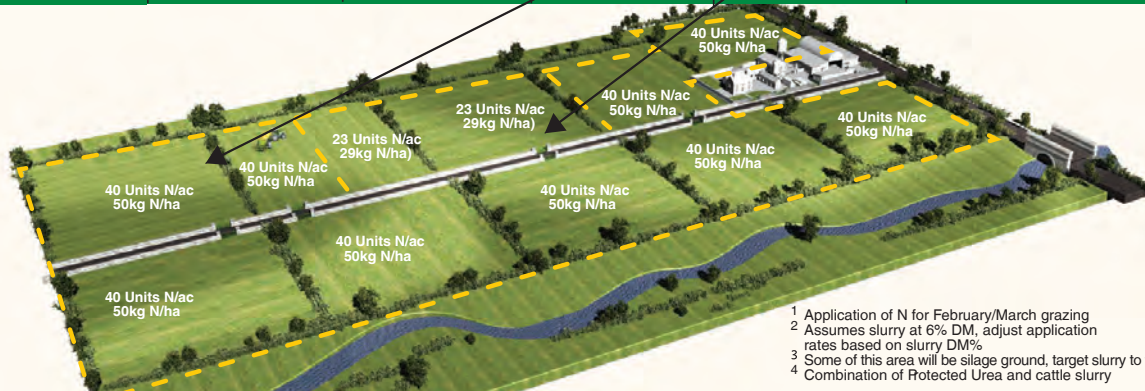 40 Units N/ac
50kg N/ha
40 Units N/ac
50kg N/ha
23 Units N/ac
29kg N/ha)
40 Units N/ac
50kg N/ha
23 Units N/ac
29kg N/ha)
40 Units N/ac
50kg N/ha
40 Units N/ac
50kg N/ha
40 Units N/ac
50kg N/ha
40 Units N/ac
50kg N/ha
40 Units N/ac
50kg N/ha
40 Units N/ac
50kg N/ha
1 Application of N for February/March grazing
2 Assumes slurry at 6% DM, adjust application
rates based on slurry DM%
3 Some of this area will be silage ground, target slurry to
4 Combination of Protected Urea and cattle slurry